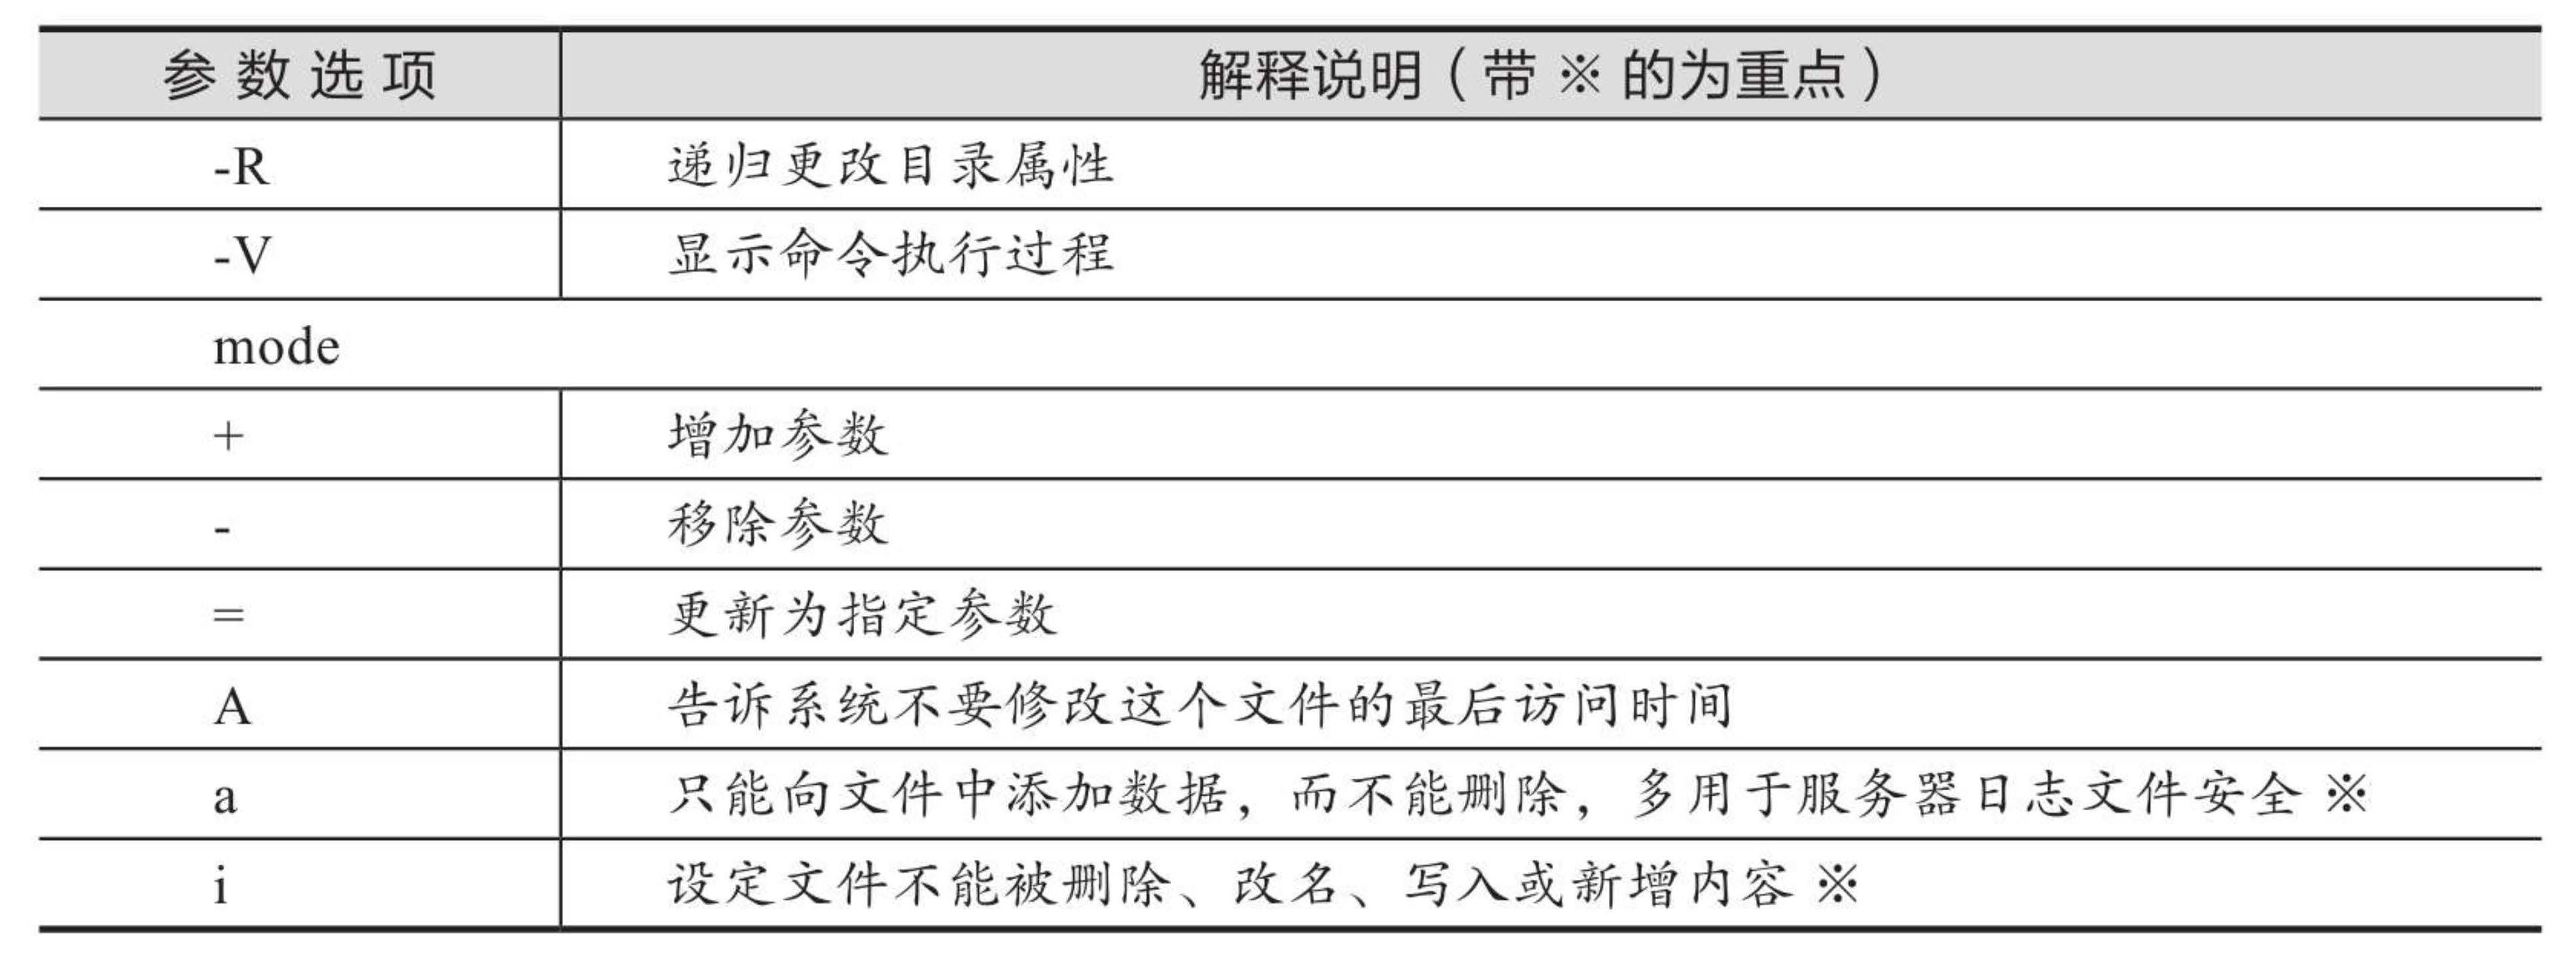 参数选项 解释说明（带 ※ 的为重点）
-R 递归更改目录属性
-V 显示命令执行过程
mode
+ 增加参数
- 移除参数
= 更新为指定参数
A 告诉系统不要修改这个文件的最后访问时间
a 只能向文件中添加数据，而不能删除，多用于服务器日志文件安全 ※
i 设定文件不能被删除、改名、写入或新增内容 ※